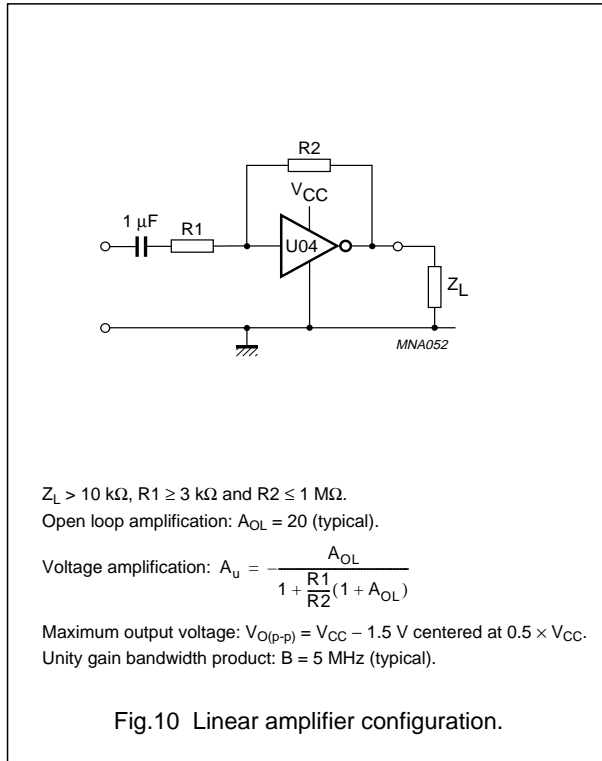 R2
VCC
1 μF
R1
U04
ZL
MNA052
ZL > 10 kΩ, R1 ≥ 3 kΩ and R2 ≤ 1 MΩ.
Open loop amplification: AOL = 20 (typical).
Voltage amplification: Au = − AOL / 1 + R1/R2 (1 + AOL)
Maximum output voltage: VO(p-p) = VCC − 1.5 V centered at 0.5 × VCC.
Unity gain bandwidth product: B = 5 MHz (typical).
Fig.10 Linear amplifier configuration.